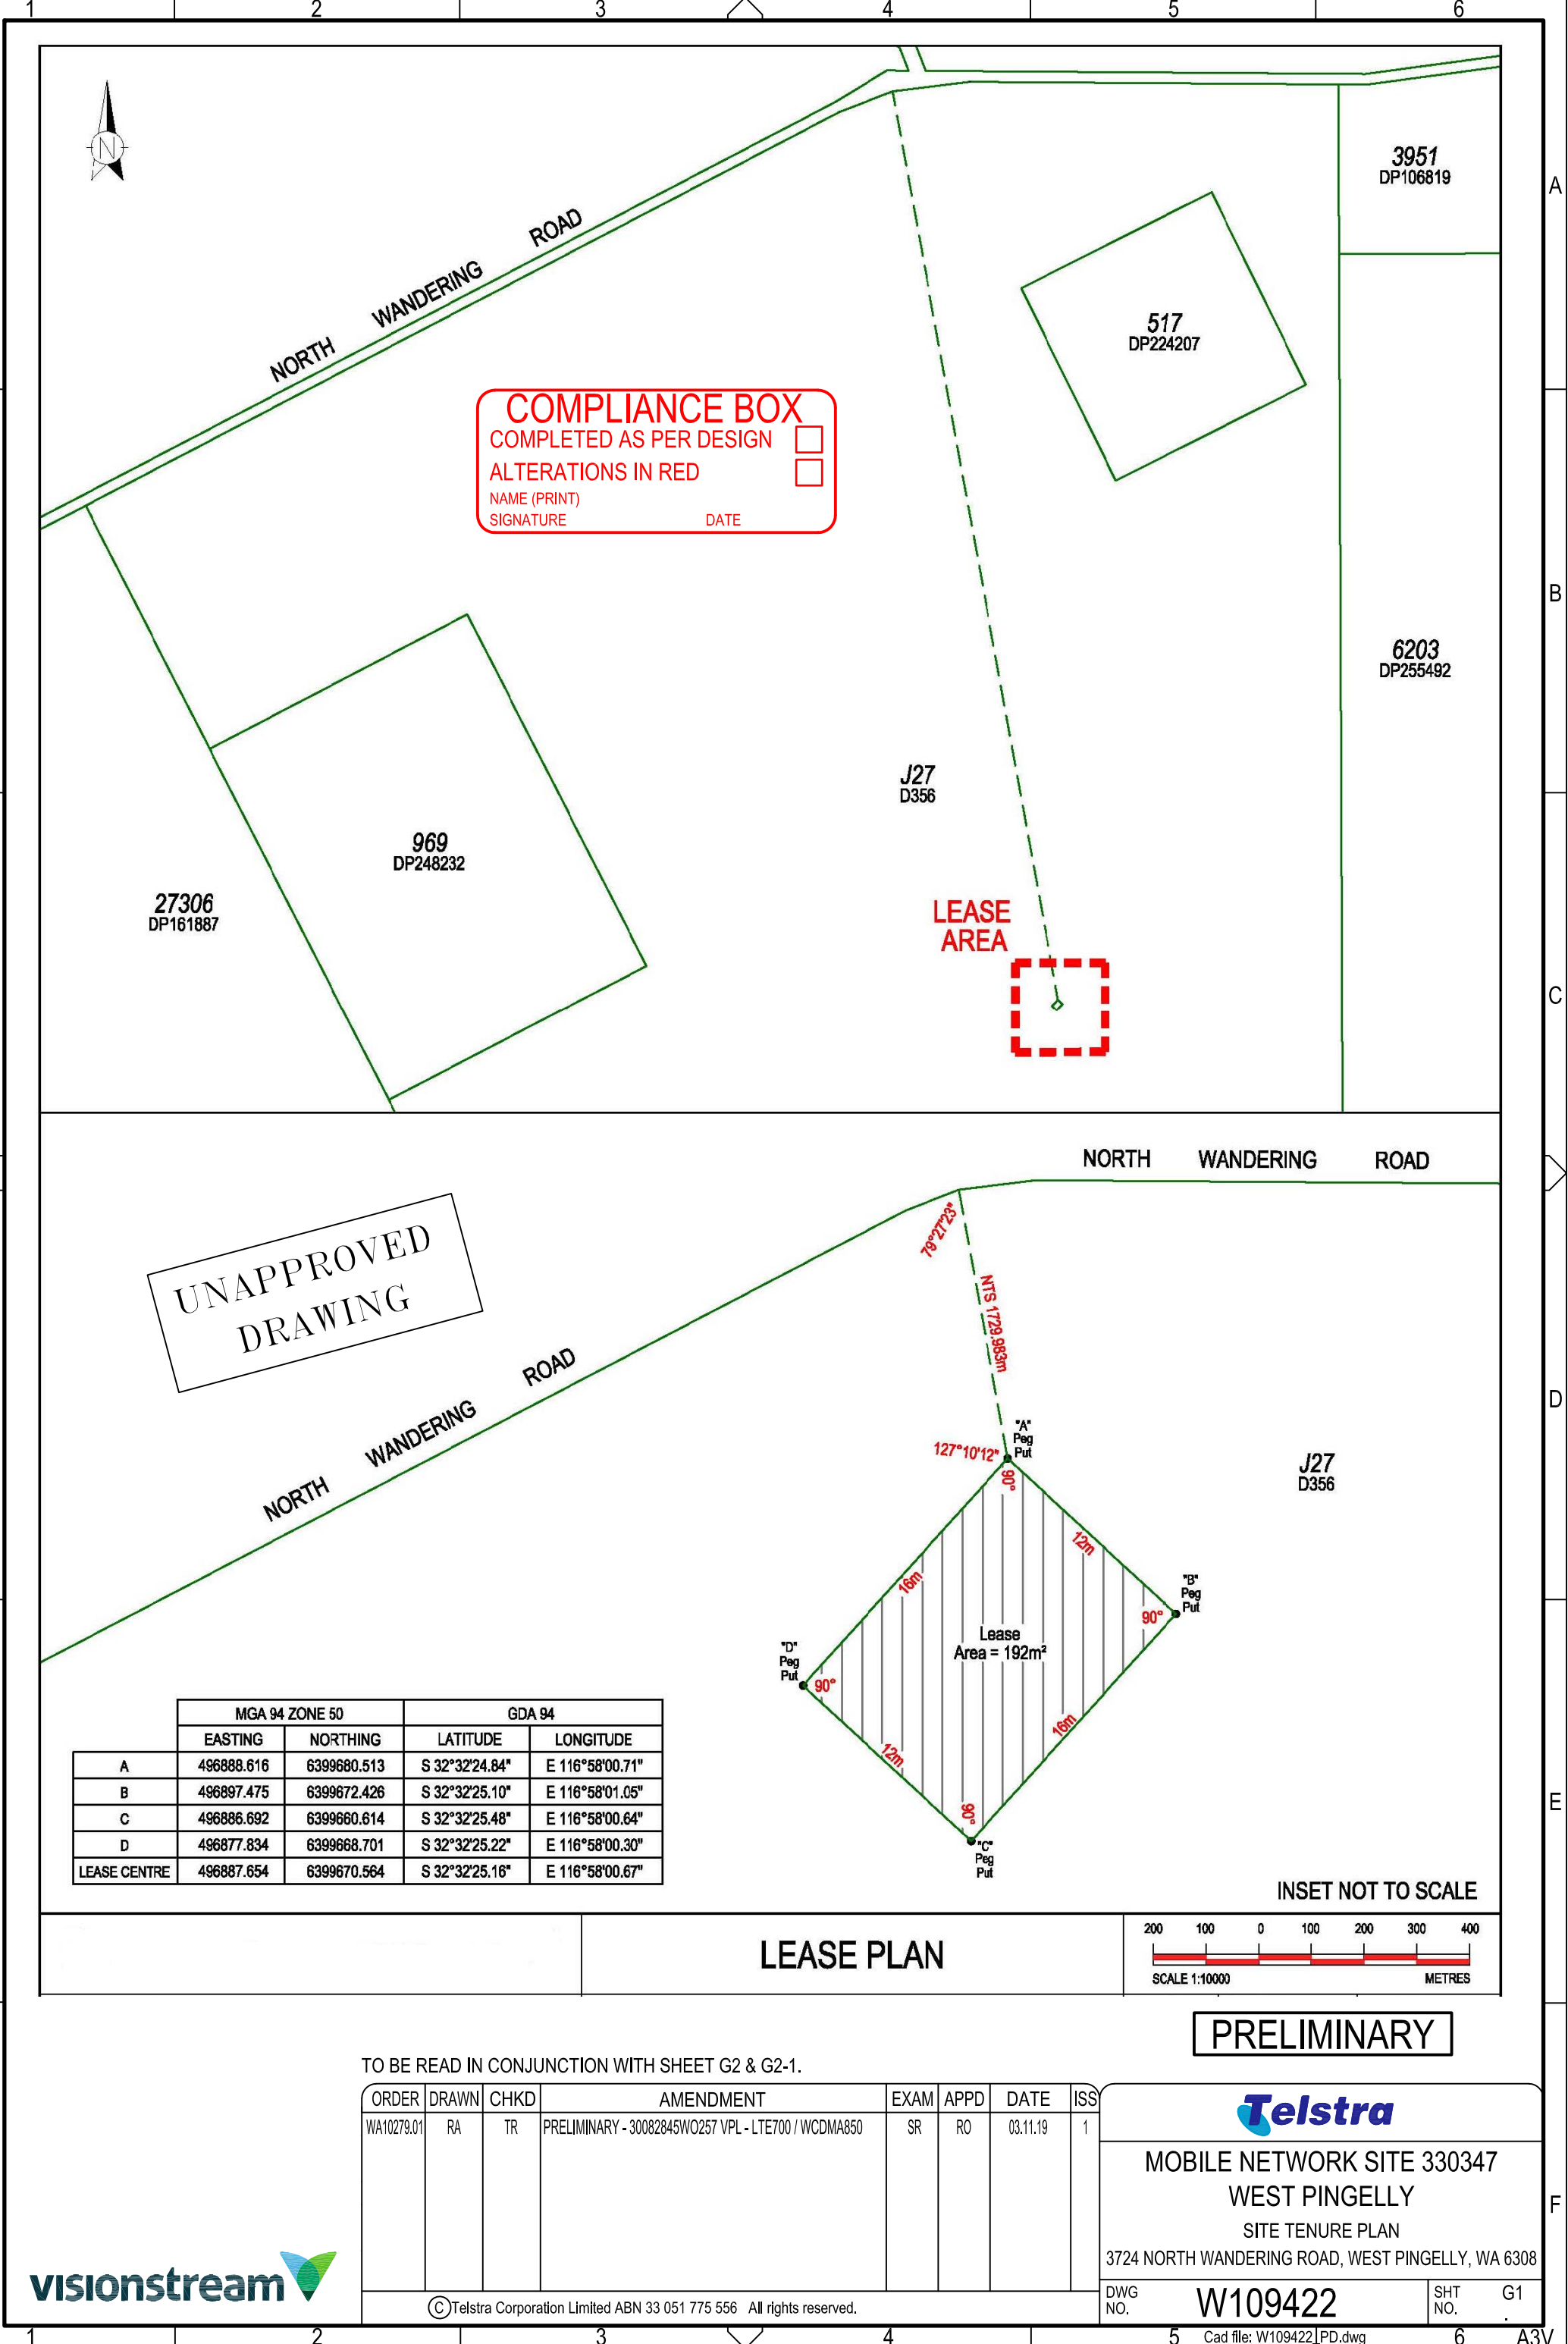 1 2 3 4 5 6
N
3951
DP106819
A
NORTH WANDERING ROAD
517
DP224207
COMPLIANCE BOX
COMPLETED AS PER DESIGN
ALTERATIONS IN RED
NAME (PRINT)
SIGNATURE DATE
B
6203
DP255492
J27
D356
969
DP248232
27306
DP161887
LEASE
AREA
C
NORTH WANDERING ROAD
UNAPPROVED
DRAWING
79°27'23"
NTS 1729.983m
NORTH WANDERING ROAD
D
"A"
Peg
Put
127°10'12"
90°
J27
D356
12m
16m
"B"
Peg
Put
90°
Lease
Area = 192m²
"D"
Peg
Put
90°
16m
12m
90°
"C"
Peg
Put
E
MGA 94 ZONE 50 GDA 94
EASTING NORTHING LATITUDE LONGITUDE
A 496888.616 6399680.513 S 32°32'24.84" E 116°58'00.71"
B 496897.475 6399672.426 S 32°32'25.10" E 116°58'01.05"
C 496886.692 6399660.614 S 32°32'25.48" E 116°58'00.64"
D 496877.834 6399668.701 S 32°32'25.22" E 116°58'00.30"
LEASE CENTRE 496887.654 6399670.564 S 32°32'25.16" E 116°58'00.67"
INSET NOT TO SCALE
LEASE PLAN
200 100 0 100 200 300 400
SCALE 1:10000 METRES
PRELIMINARY
TO BE READ IN CONJUNCTION WITH SHEET G2 & G2-1.
ORDER DRAWN CHKD AMENDMENT EXAM APPD DATE ISS
WA10279.01 RA TR PRELIMINARY - 30082845WO257 VPL - LTE700 / WCDMA850 SR RO 03.11.19 1
Telstra
MOBILE NETWORK SITE 330347
WEST PINGELLY
SITE TENURE PLAN
3724 NORTH WANDERING ROAD, WEST PINGELLY, WA 6308
F
visionstream
© Telstra Corporation Limited ABN 33 051 775 556 All rights reserved.
DWG NO. W109422 SHT NO. G1
1 2 3 4 5 6
Cad file: W109422_PD.dwg
A3V